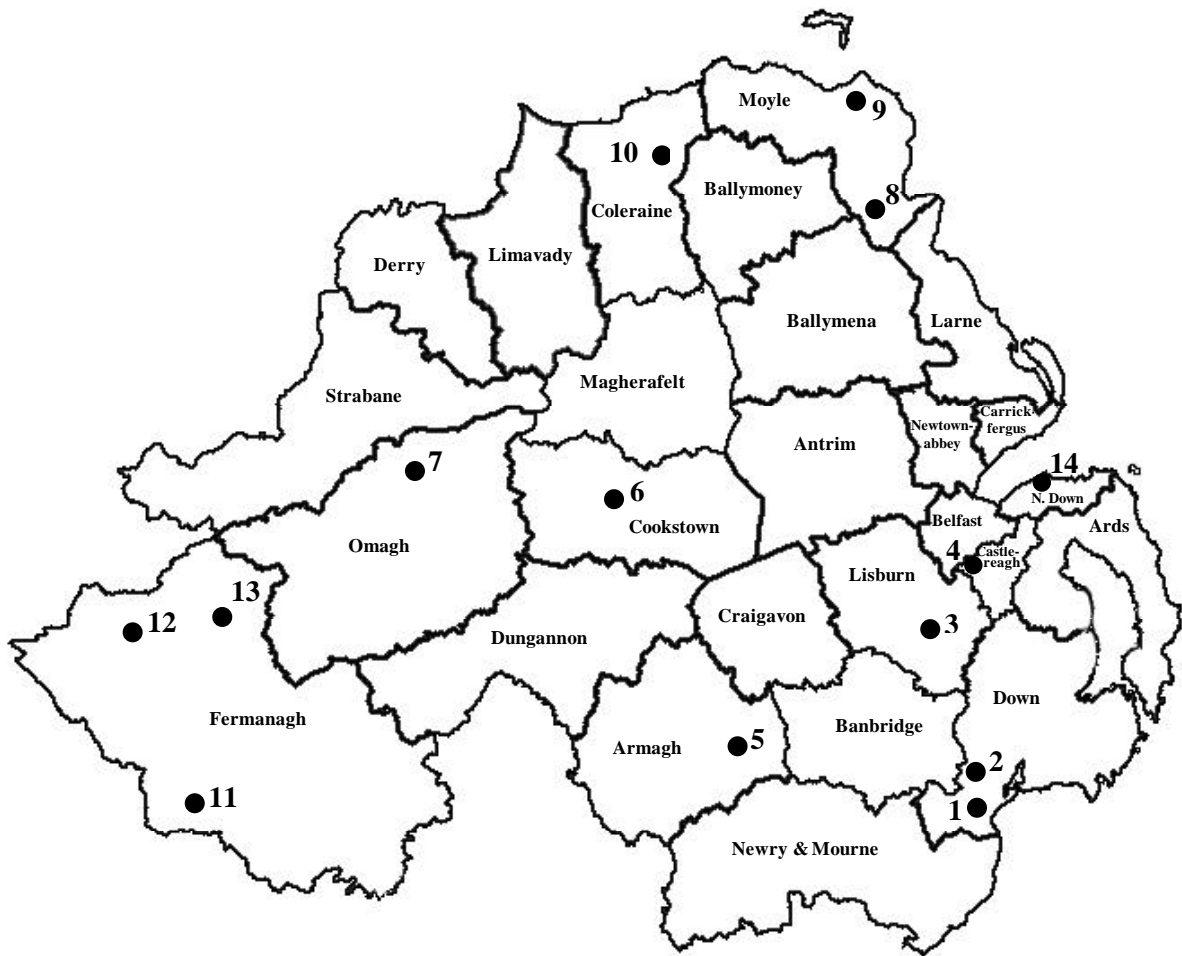 Moyle
9
10
Ballymoney
8
Coleraine
Limavady
Derry
Ballymena
Larne
Magherafelt
Strabane
Carrick-
fergus
Newtown-
abbey
Antrim
7
14
6
N. Down
Cookstown
Belfast
Ards
Omagh
4
Castle-
reagh
Lisburn
13
12
Craigavon
3
Dungannon
Down
Fermanagh
Banbridge
Armagh
5
2
11
1
Newry & Mourne